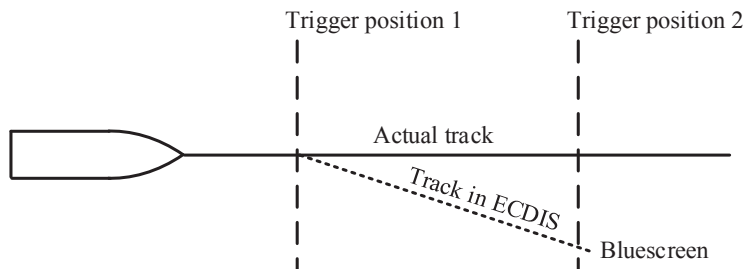 Trigger position 1
Trigger position 2
Actual track
Track in ECDIS
Bluescreen